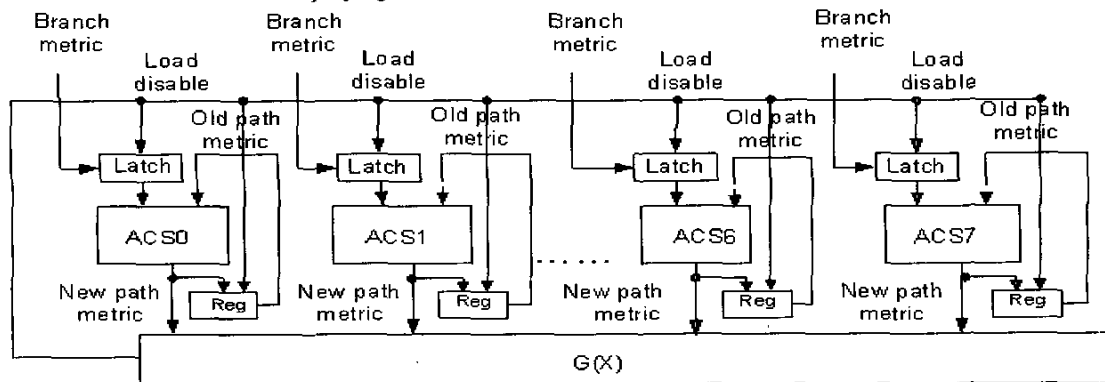 Branch metric
Load disable
Branch metric
Load disable
Branch metric
Load disable
Branch metric
Load disable
Old path metric
Old path metric
Old path metric
Old path metric
Latch
Latch
Latch
Latch
ACS0
ACS1
ACS6
ACS7
......
New path metric
Reg
New path metric
Reg
New path metric
Reg
New path metric
Reg
G(X)